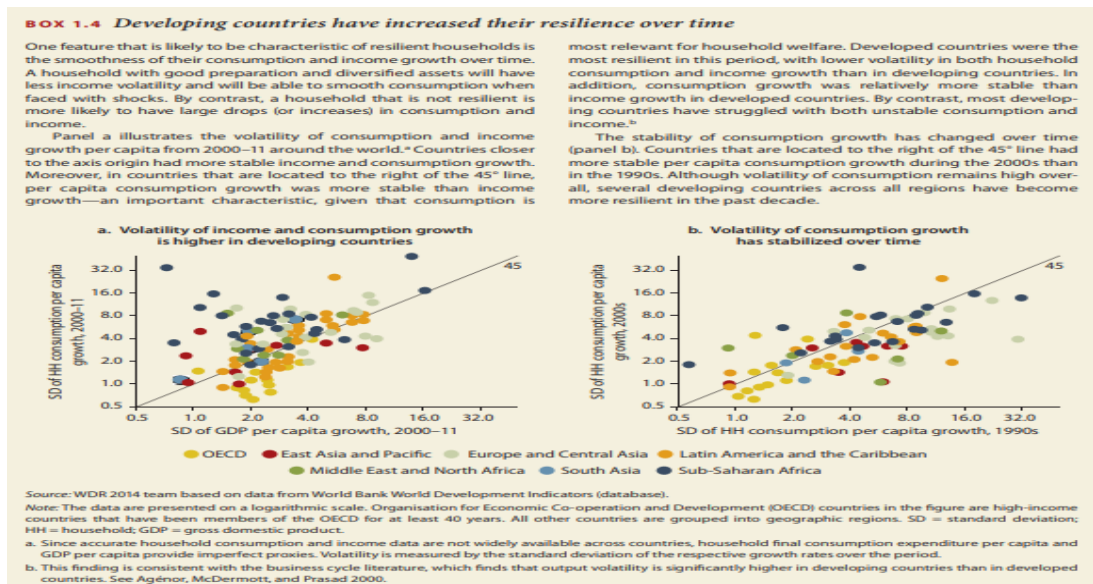 BOX 1.4 Developing countries have increased their resilience over time
One feature that is likely to be characteristic of resilient households is
the smoothness of their consumption and income growth over time.
A household with good preparation and diversified assets will have
less income volatility and will be able to smooth consumption when
faced with shocks. By contrast, a household that is not resilient is
more likely to have large drops (or increases) in consumption and
income.
Panel a illustrates the volatility of consumption and income
growth per capita from 2000–11 around the world.ᵃ Countries closer
to the axis origin had more stable income and consumption growth.
Moreover, in countries that are located to the right of the 45° line,
per capita consumption growth was more stable than income
growth—an important characteristic, given that consumption is
most relevant for household welfare. Developed countries were the
most resilient in this period, with lower volatility in both household
consumption and income growth than in developing countries. In
addition, consumption growth was relatively more stable than
income growth in developed countries. By contrast, most develop-
ing countries have struggled with both unstable consumption and
income.ᵇ
The stability of consumption growth has changed over time
(panel b). Countries that are located to the right of the 45° line had
more stable per capita consumption growth during the 2000s than
in the 1990s. Although volatility of consumption remains high over-
all, several developing countries across all regions have become
more resilient in the past decade.
a. Volatility of income and consumption growth
is higher in developing countries
SD of HH consumption per capita
growth, 2000–11
32.0
16.0
8.0
4.0
2.0
1.0
0.5
45
0.5 1.0 2.0 4.0 8.0 16.0 32.0
SD of GDP per capita growth, 2000–11
b. Volatility of consumption growth
has stabilized over time
SD of HH consumption per capita
growth, 2000s
32.0
16.0
8.0
4.0
2.0
1.0
0.5
45
0.5 1.0 2.0 4.0 8.0 16.0 32.0
SD of HH consumption per capita growth, 1990s
OECD East Asia and Pacific Europe and Central Asia Latin America and the Caribbean
Middle East and North Africa South Asia Sub-Saharan Africa
Source: WDR 2014 team based on data from World Bank World Development Indicators (database).
Note: The data are presented on a logarithmic scale. Organisation for Economic Co-operation and Development (OECD) countries in the figure are high-income
countries that have been members of the OECD for at least 40 years. All other countries are grouped into geographic regions. SD = standard deviation;
HH = household; GDP = gross domestic product.
a. Since accurate household consumption and income data are not widely available across countries, household final consumption expenditure per capita and
GDP per capita provide imperfect proxies. Volatility is measured by the standard deviation of the respective growth rates over the period.
b. This finding is consistent with the business cycle literature, which finds that output volatility is significantly higher in developing countries than in developed
countries. See Agénor, McDermott, and Prasad 2000.